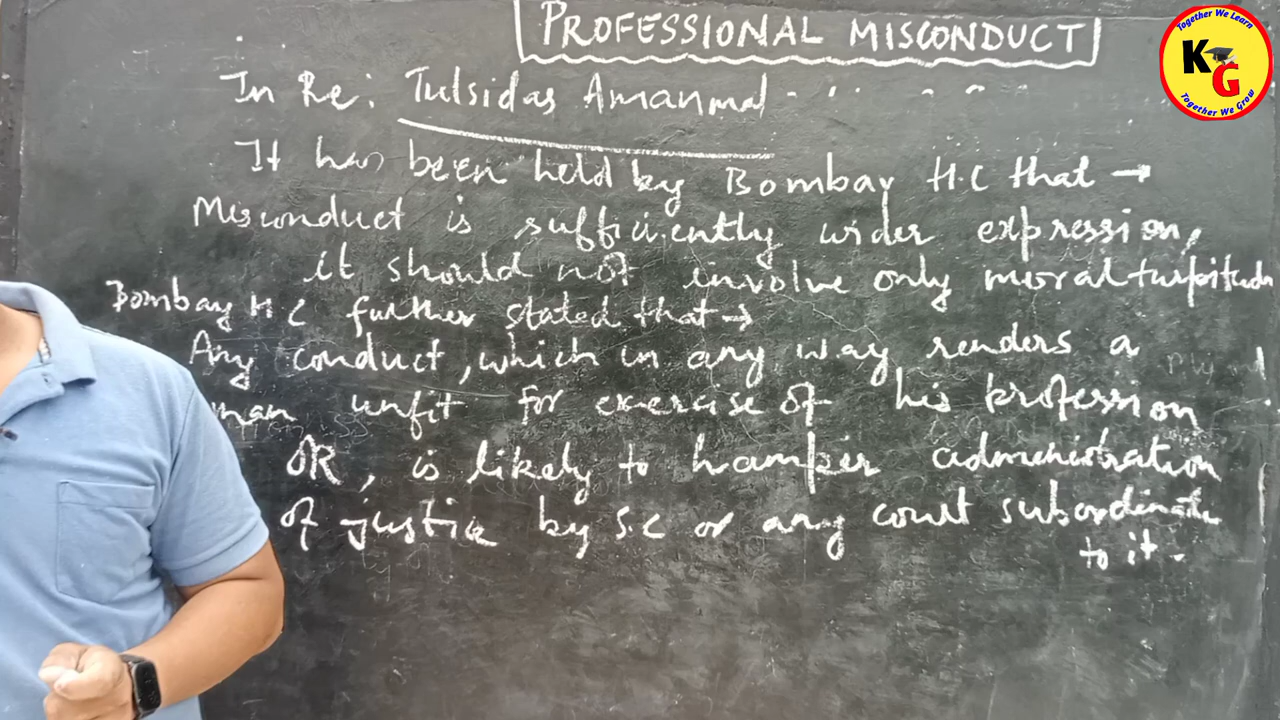 PROFESSIONAL MISCONDUCT
Together We Learn
KG
Together We Grow
In Re: Tulsidas Amanmal - - - - - -
It has been held by Bombay H.C that →
Misconduct is sufficiently wider expression,
it should not involve only moral turpitude
Bombay H C further stated that →
Any conduct, which in any way renders a
man unfit for exercise of his profession
OR, is likely to hamper administration
of justice by S.C or any court subordinate
to it.